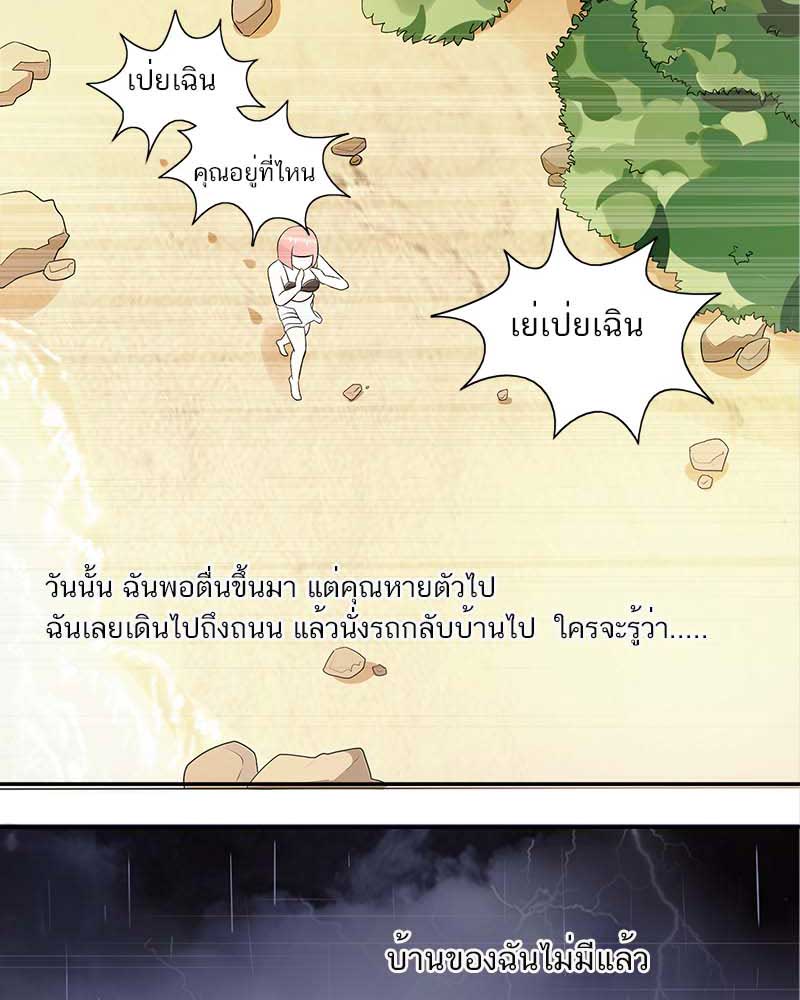 เป่ยเฉิน
คุณอยู่ที่ไหน
เย่เป่ยเฉิน
วันนั้น ฉันพอตื่นขึ้นมา แต่คุณหายตัวไป
ฉันเลยเดินไปถึงถนน แล้วนั่งรถกลับบ้านไป ใครจะรู้ว่า.....
บ้านของฉันไม่มีแล้ว